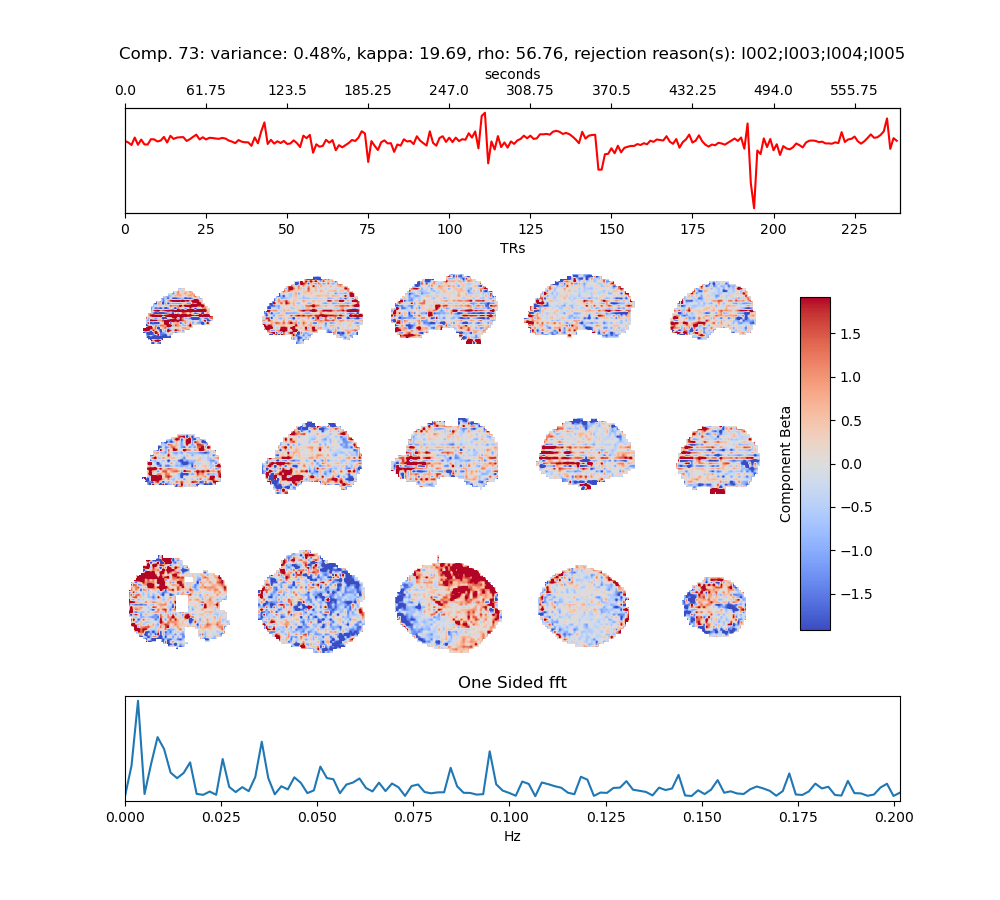 Comp. 73: variance: 0.48%, kappa: 19.69, rho: 56.76, rejection reason(s): I002;I003;I004;I005
seconds
0.0 61.75 123.5 185.25 247.0 308.75 370.5 432.25 494.0 555.75
0 25 50 75 100 125 150 175 200 225
TRs
1.5
1.0
0.5
0.0
−0.5
−1.0
−1.5
Component Beta
One Sided fft
0.000 0.025 0.050 0.075 0.100 0.125 0.150 0.175 0.200
Hz